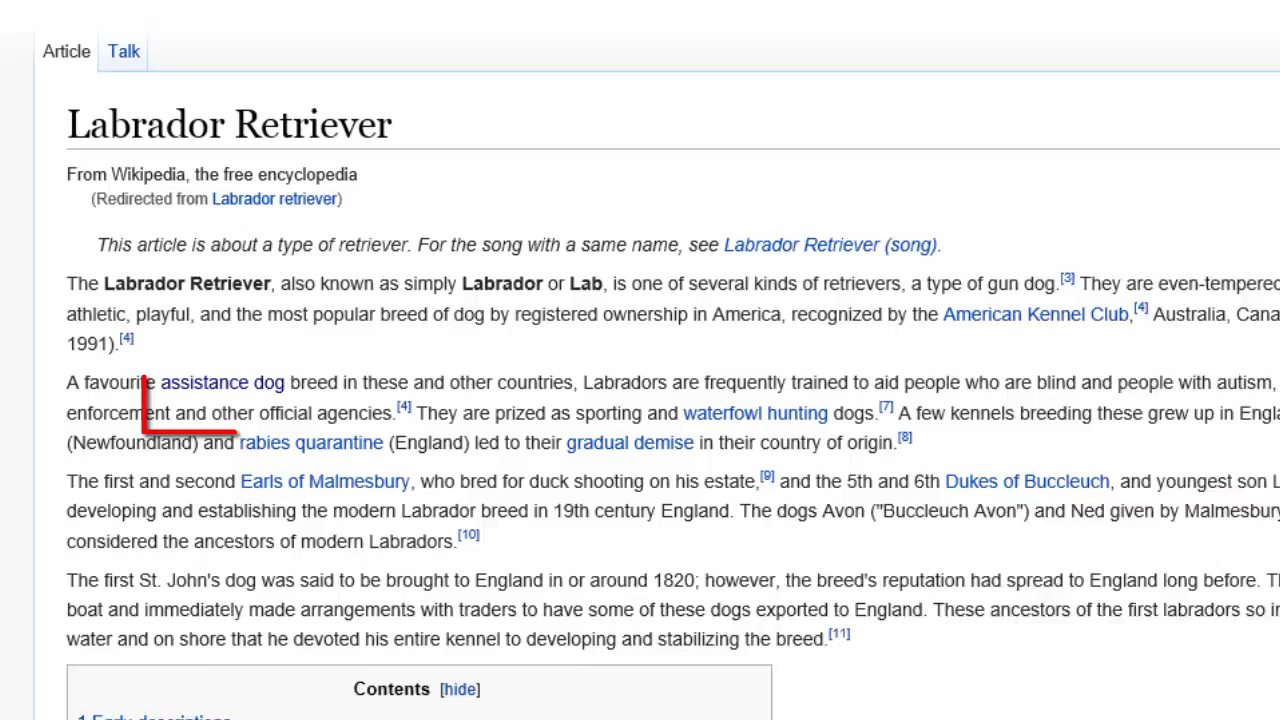 Article Talk
Labrador Retriever
From Wikipedia, the free encyclopedia
(Redirected from Labrador retriever)
This article is about a type of retriever. For the song with a same name, see Labrador Retriever (song).
The Labrador Retriever, also known as simply Labrador or Lab, is one of several kinds of retrievers, a type of gun dog.[3] They are even-tempered
athletic, playful, and the most popular breed of dog by registered ownership in America, recognized by the American Kennel Club,[4] Australia, Cana
1991).[4]
A favourite assistance dog breed in these and other countries, Labradors are frequently trained to aid people who are blind and people with autism,
enforcement and other official agencies.[4] They are prized as sporting and waterfowl hunting dogs.[7] A few kennels breeding these grew up in Engla
(Newfoundland) and rabies quarantine (England) led to their gradual demise in their country of origin.[8]
The first and second Earls of Malmesbury, who bred for duck shooting on his estate,[9] and the 5th and 6th Dukes of Buccleuch, and youngest son L
developing and establishing the modern Labrador breed in 19th century England. The dogs Avon ("Buccleuch Avon") and Ned given by Malmesbury
considered the ancestors of modern Labradors.[10]
The first St. John's dog was said to be brought to England in or around 1820; however, the breed's reputation had spread to England long before. Th
boat and immediately made arrangements with traders to have some of these dogs exported to England. These ancestors of the first labradors so in
water and on shore that he devoted his entire kennel to developing and stabilizing the breed.[11]
Contents [hide]
1 Early descriptions